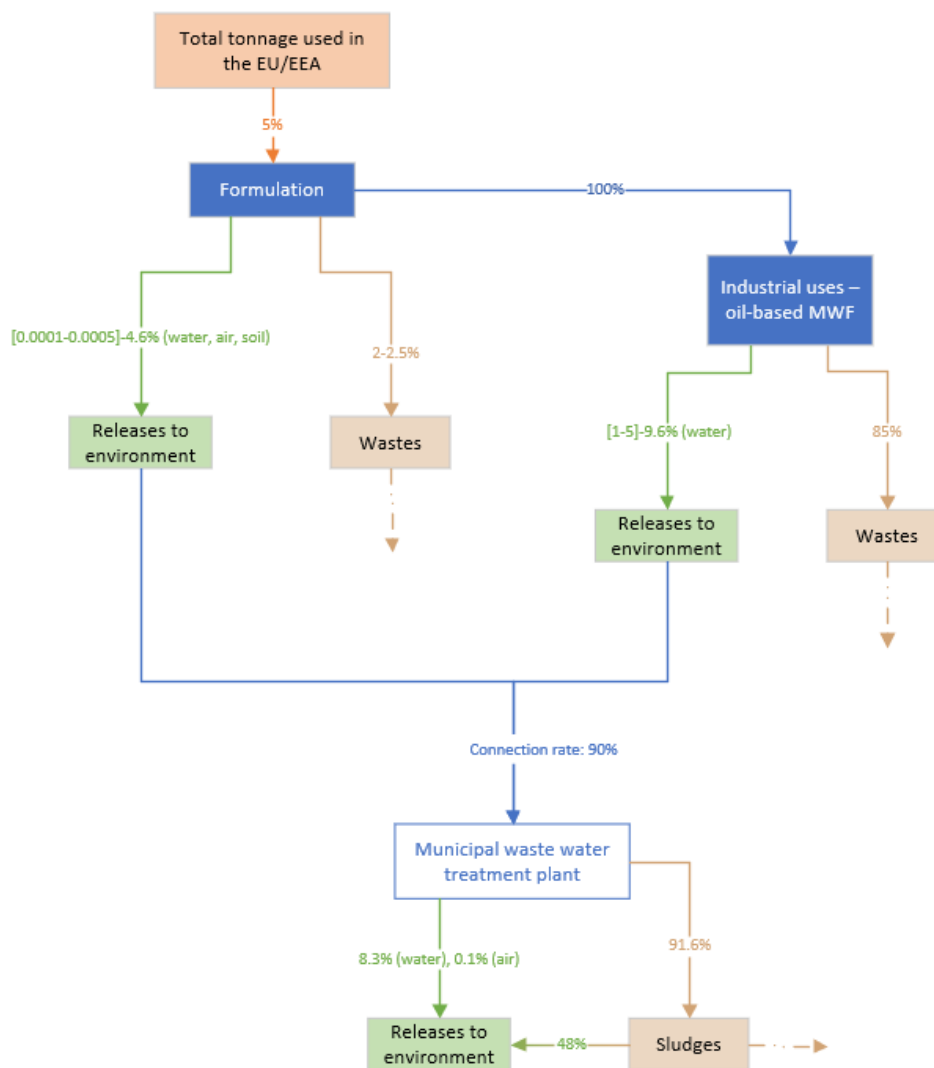 Total tonnage used in
the EU/EEA
5%
Formulation
100%
Industrial uses –
oil-based MWF
[0.0001-0.0005]-4.6% (water, air, soil)
2-2.5%
Releases to
environment
Wastes
[1-5]-9.6% (water)
85%
Releases to
environment
Wastes
Connection rate: 90%
Municipal waste water
treatment plant
8.3% (water), 0.1% (air)
91.6%
Releases to
environment
48%
Sludges